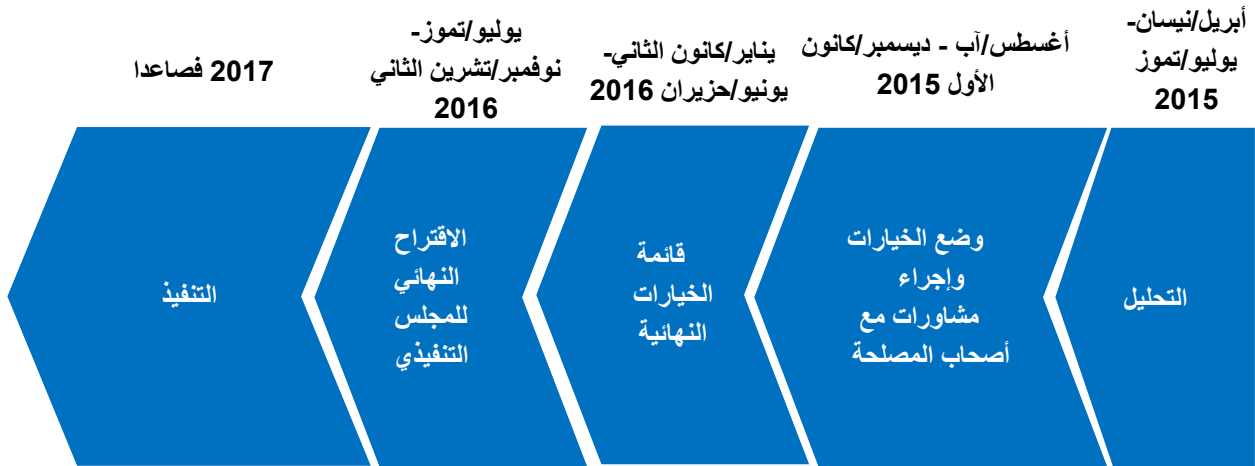 أبريل/نيسان-
يوليو/تموز
2015
أغسطس/آب - ديسمبر/كانون
الأول 2015
يناير/كانون الثاني-
يونيو/حزيران 2016
يوليو/تموز-
نوفمبر/تشرين الثاني
2016
2017 فصاعدا
التحليل
وضع الخيارات
وإجراء
مشاورات مع
أصحاب المصلحة
قائمة
الخيارات
النهائية
الاقتراح
النهائي
للمجلس
التنفيذي
التنفيذ